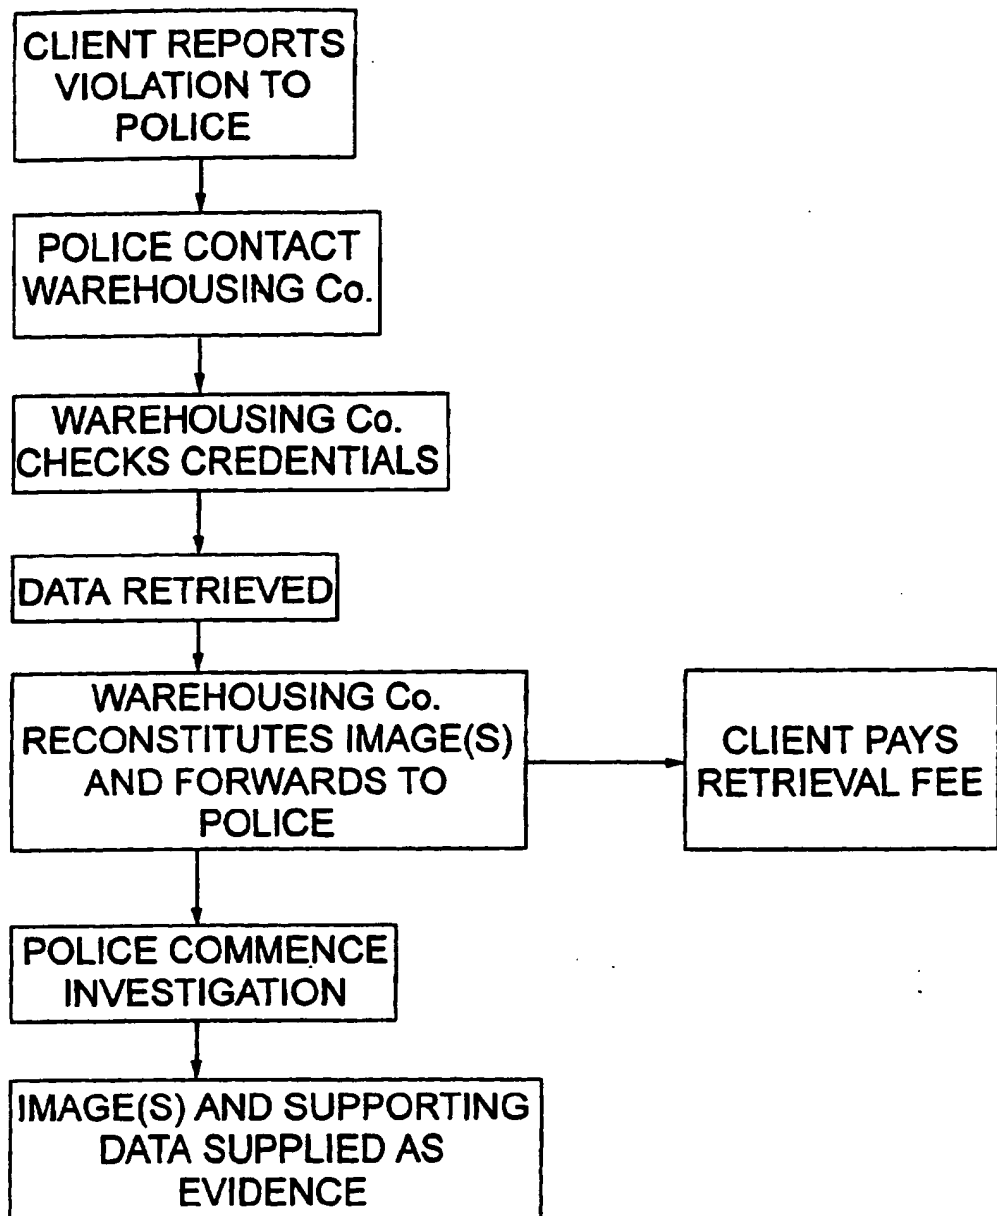 CLIENT REPORTS
VIOLATION TO
POLICE
POLICE CONTACT
WAREHOUSING Co.
WAREHOUSING Co.
CHECKS CREDENTIALS
DATA RETRIEVED
WAREHOUSING Co.
RECONSTITUTES IMAGE(S)
AND FORWARDS TO
POLICE
CLIENT PAYS
RETRIEVAL FEE
POLICE COMMENCE
INVESTIGATION
IMAGE(S) AND SUPPORTING
DATA SUPPLIED AS
EVIDENCE